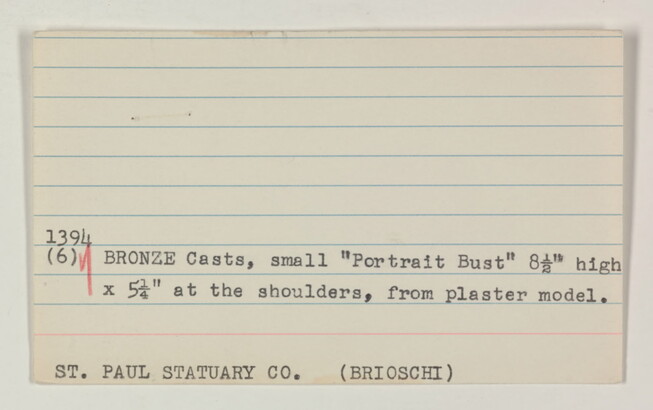 1394
(6) BRONZE Casts, small "Portrait Bust" 8½" high
x 5¼" at the shoulders, from plaster model.
ST. PAUL STATUARY CO. (BRIOSCHI)